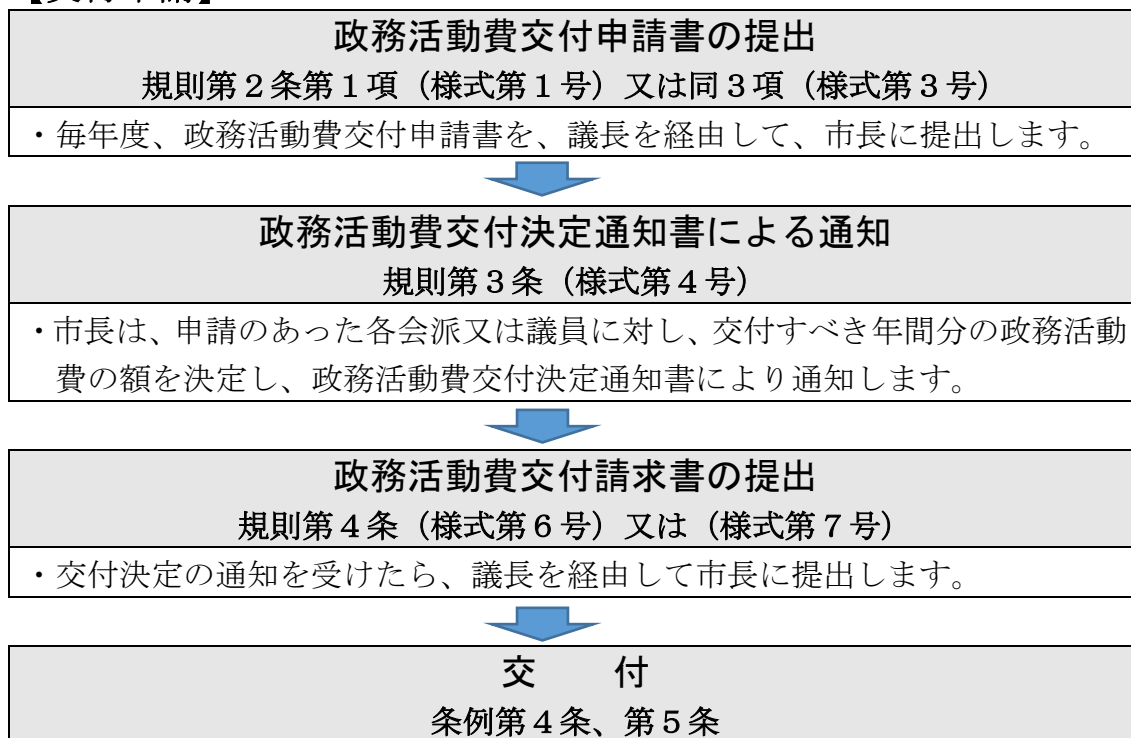 政務活動費交付申請書の提出
規則第２条第１項（様式第１号）又は同３項（様式第３号）
・毎年度、政務活動費交付申請書を、議長を経由して、市長に提出します。
政務活動費交付決定通知書による通知
規則第３条（様式第４号）
・市長は、申請のあった各会派又は議員に対し、交付すべき年間分の政務活動
費の額を決定し、政務活動費交付決定通知書により通知します。
政務活動費交付請求書の提出
規則第４条（様式第６号）又は（様式第７号）
・交付決定の通知を受けたら、議長を経由して市長に提出します。
交　　付
条例第４条、第５条